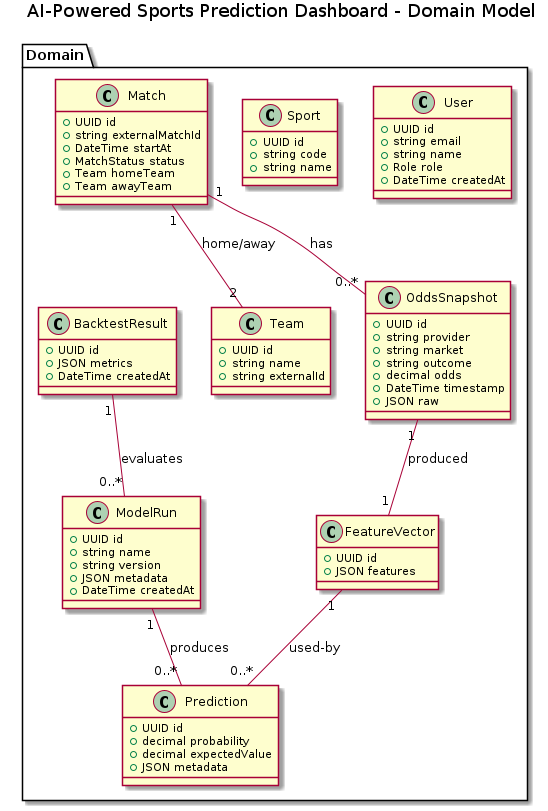 AI-Powered Sports Prediction Dashboard - Domain Model
Domain
C Match
UUID id
string externalMatchId
DateTime startAt
MatchStatus status
Team homeTeam
Team awayTeam
C Sport
UUID id
string code
string name
C User
UUID id
string email
string name
Role role
DateTime createdAt
1
1
home/away
has
2
0..*
C BacktestResult
UUID id
JSON metrics
DateTime createdAt
C Team
UUID id
string name
string externalId
C OddsSnapshot
UUID id
string provider
string market
string outcome
decimal odds
DateTime timestamp
JSON raw
1
evaluates
0..*
1
produced
1
C ModelRun
UUID id
string name
string version
JSON metadata
DateTime createdAt
C FeatureVector
UUID id
JSON features
1
produces
0..*
1
used-by
0..*
C Prediction
UUID id
decimal probability
decimal expectedValue
JSON metadata